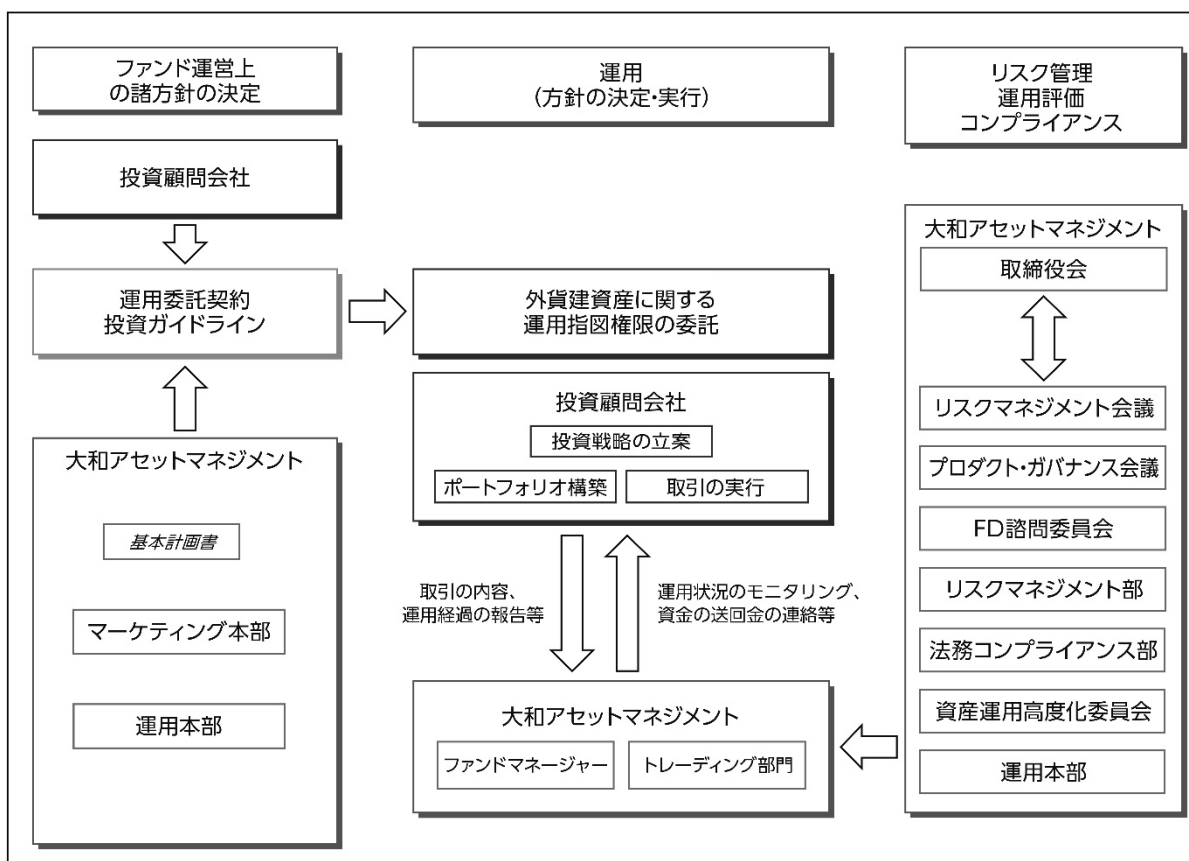 ファンド運営上
の諸方針の決定
運用
(方針の決定・実行)
リスク管理
運用評価
コンプライアンス
投資顧問会社
運用委託契約
投資ガイドライン
大和アセットマネジメント
基本計画書
マーケティング本部
運用本部
外貨建資産に関する
運用指図権限の委託
投資顧問会社
投資戦略の立案
ポートフォリオ構築
取引の実行
取引の内容、
運用経過の報告等
運用状況のモニタリング、
資金の送回金の連絡等
大和アセットマネジメント
ファンドマネージャー
トレーディング部門
大和アセットマネジメント
取締役会
リスクマネジメント会議
プロダクト・ガバナンス会議
FD諮問委員会
リスクマネジメント部
法務コンプライアンス部
資産運用高度化委員会
運用本部